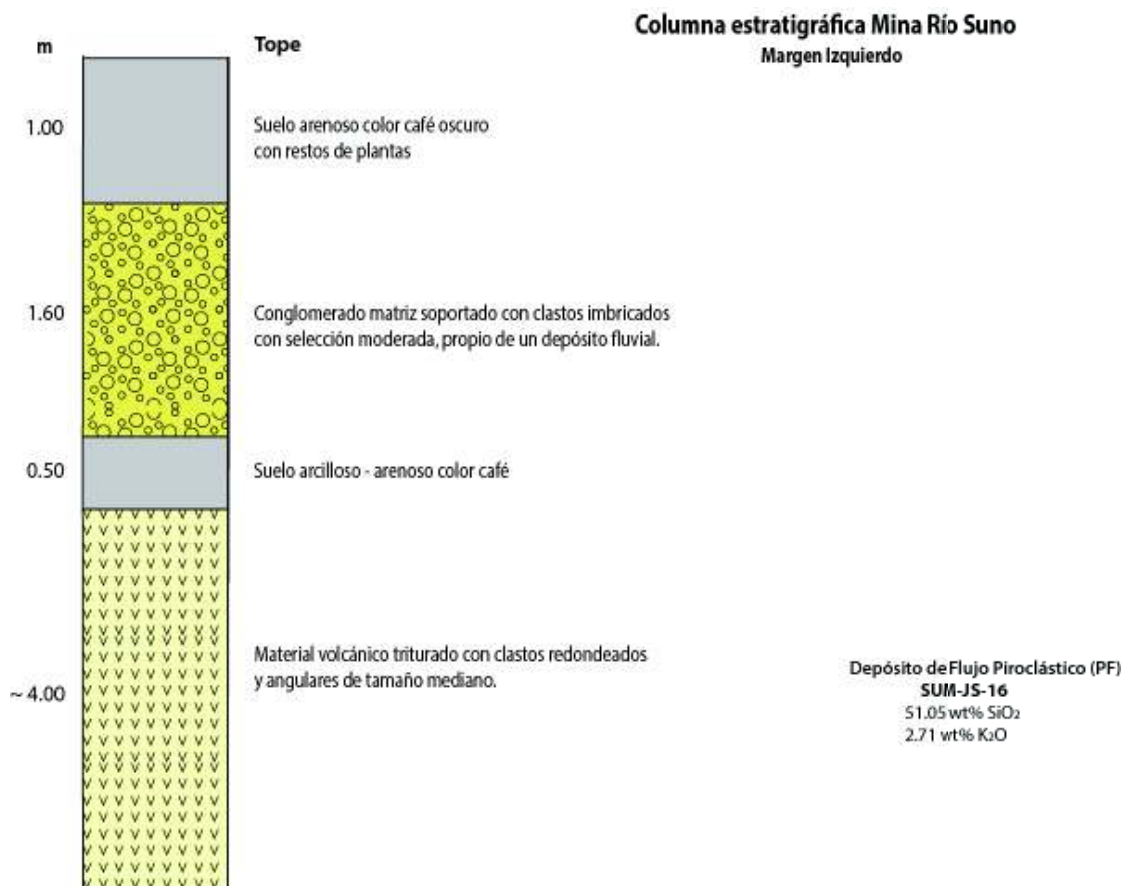 Columna estratigráfica Mina Río Suno
Margen Izquierdo
m
Tope
1.00
Suelo arenoso color café oscuro
con restos de plantas
1.60
Conglomerado matriz soportado con clastos imbricados
con selección moderada, propio de un depósito fluvial.
0.50
Suelo arcilloso - arenoso color café
~ 4.00
Material volcánico triturado con clastos redondeados
y angulares de tamaño mediano.
Depósito de Flujo Piroclástico (PF)
SUM-JS-16
51.05 wt% SiO₂
2.71 wt% K₂O